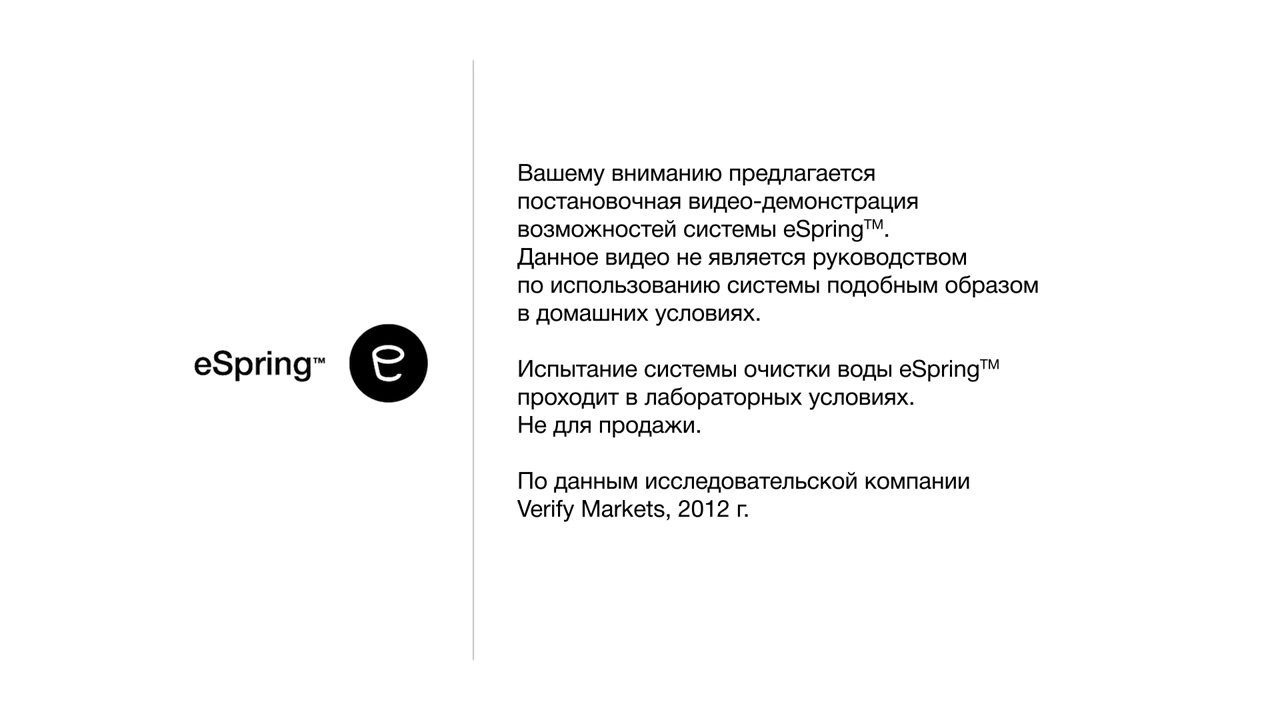 eSpring™
Вашему вниманию предлагается
постановочная видео-демонстрация
возможностей системы eSpring™.
Данное видео не является руководством
по использованию системы подобным образом
в домашних условиях.
Испытание системы очистки воды eSpring™
проходит в лабораторных условиях.
Не для продажи.
По данным исследовательской компании
Verify Markets, 2012 г.